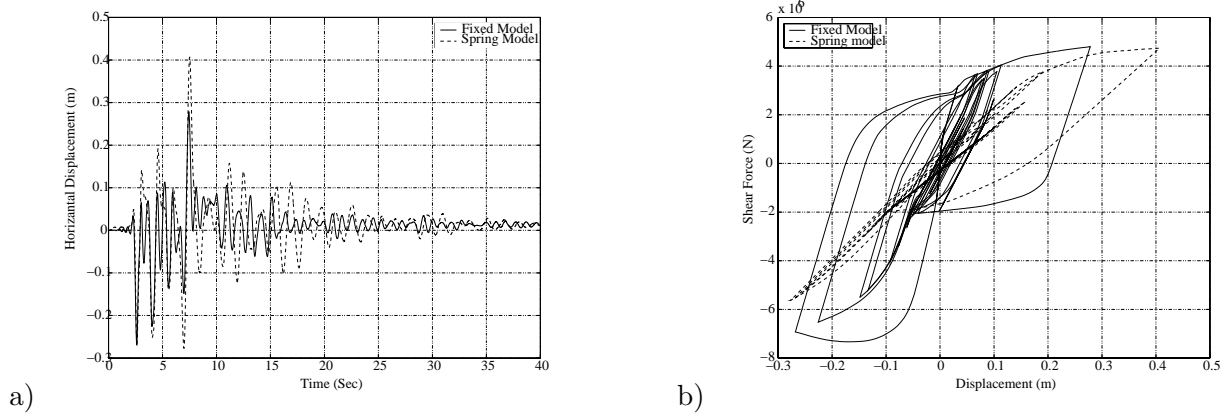 0.5
0.4
0.3
0.2
0.1
0
−0.1
−0.2
−0.3
0 5 10 15 20 25 30 35 40
Horizantal Displacement (m)
Time (Sec)
Fixed Model
Spring Model
a)
6 x 10
6
4
2
0
−2
−4
−6
−8
−0.3 −0.2 −0.1 0 0.1 0.2 0.3 0.4 0.5
Shear Force (N)
Displacement (m)
Fixed Model
Spring model
b)